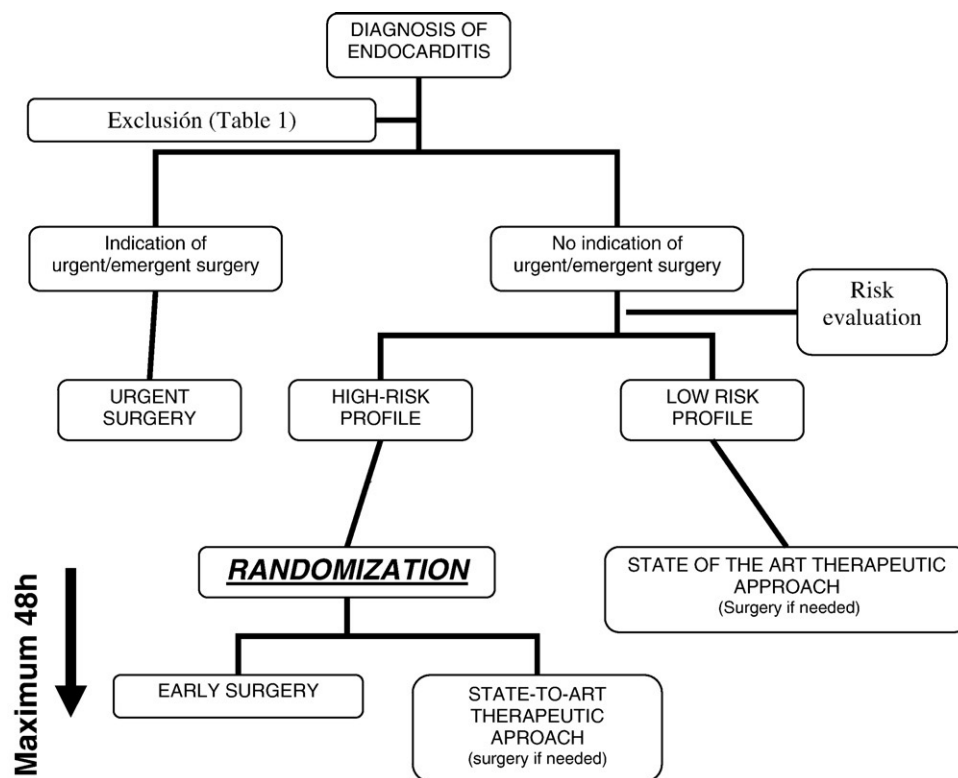 DIAGNOSIS OF
ENDOCARDITIS
Exclusión (Table 1)
Indication of
urgent/emergent surgery
No indication of
urgent/emergent surgery
Risk
evaluation
URGENT
SURGERY
HIGH-RISK
PROFILE
LOW RISK
PROFILE
RANDOMIZATION
STATE OF THE ART THERAPEUTIC
APPROACH
(Surgery if needed)
Maximum 48h
EARLY SURGERY
STATE-TO-ART
THERAPEUTIC
APROACH
(surgery if needed)